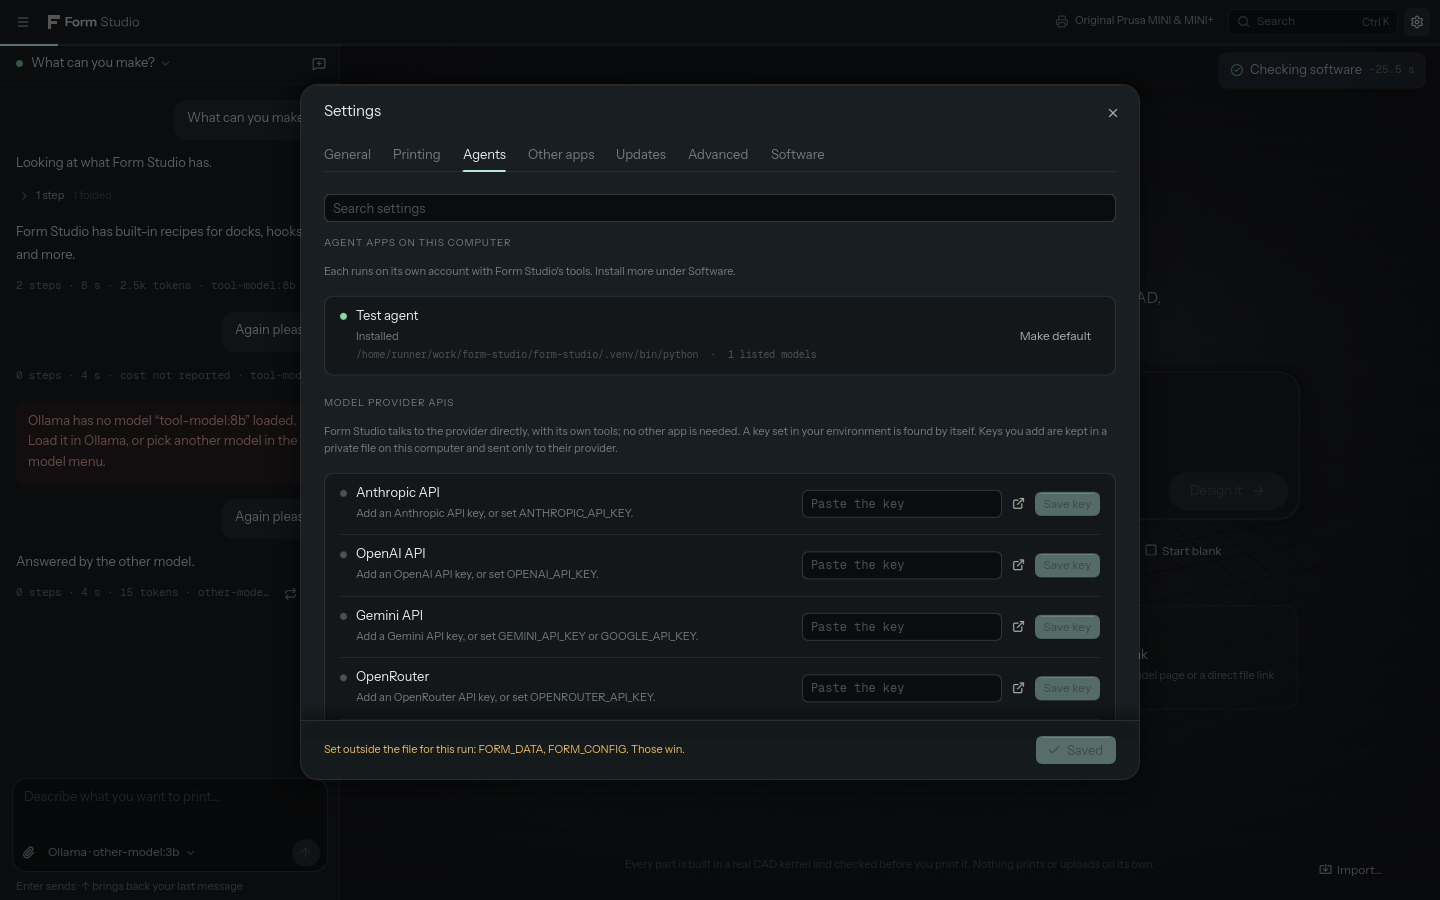 Form Studio
Original Prusa MINI & MINI+
Search
Ctrl K
What can you make?
Checking software -25.5 s
What can you make
Looking at what Form Studio has.
1 step 1 folded
Form Studio has built-in recipes for docks, hooks
and more.
2 steps · 8 s · 2.5k tokens · tool-model:8b
Again pleas
0 steps · 4 s · cost not reported · tool-mod
Ollama has no model “tool-model:8b” loaded.
Load it in Ollama, or pick another model in the
model menu.
Again pleas
Answered by the other model.
0 steps · 4 s · 15 tokens · other-mode…
Describe what you want to print…
Ollama · other-model:3b
Enter sends · ↑ brings back your last message
Settings
General
Printing
Agents
Other apps
Updates
Advanced
Software
Search settings
AGENT APPS ON THIS COMPUTER
Each runs on its own account with Form Studio's tools. Install more under Software.
Test agent
Installed
Make default
/home/runner/work/form-studio/form-studio/.venv/bin/python · 1 listed models
MODEL PROVIDER APIS
Form Studio talks to the provider directly, with its own tools; no other app is needed. A key set in your environment is found by itself. Keys you add are kept in a
private file on this computer and sent only to their provider.
Anthropic API
Add an Anthropic API key, or set ANTHROPIC_API_KEY.
Paste the key
Save key
OpenAI API
Add an OpenAI API key, or set OPENAI_API_KEY.
Paste the key
Save key
Gemini API
Add a Gemini API key, or set GEMINI_API_KEY or GOOGLE_API_KEY.
Paste the key
Save key
OpenRouter
Add an OpenRouter API key, or set OPENROUTER_API_KEY.
Paste the key
Save key
Set outside the file for this run: FORM_DATA, FORM_CONFIG. Those win.
Saved
AD,
Design it
Start blank
nk
odel page or a direct file link
Every part is built in a real CAD kernel and checked before you print it. Nothing prints or uploads on its own.
Import…